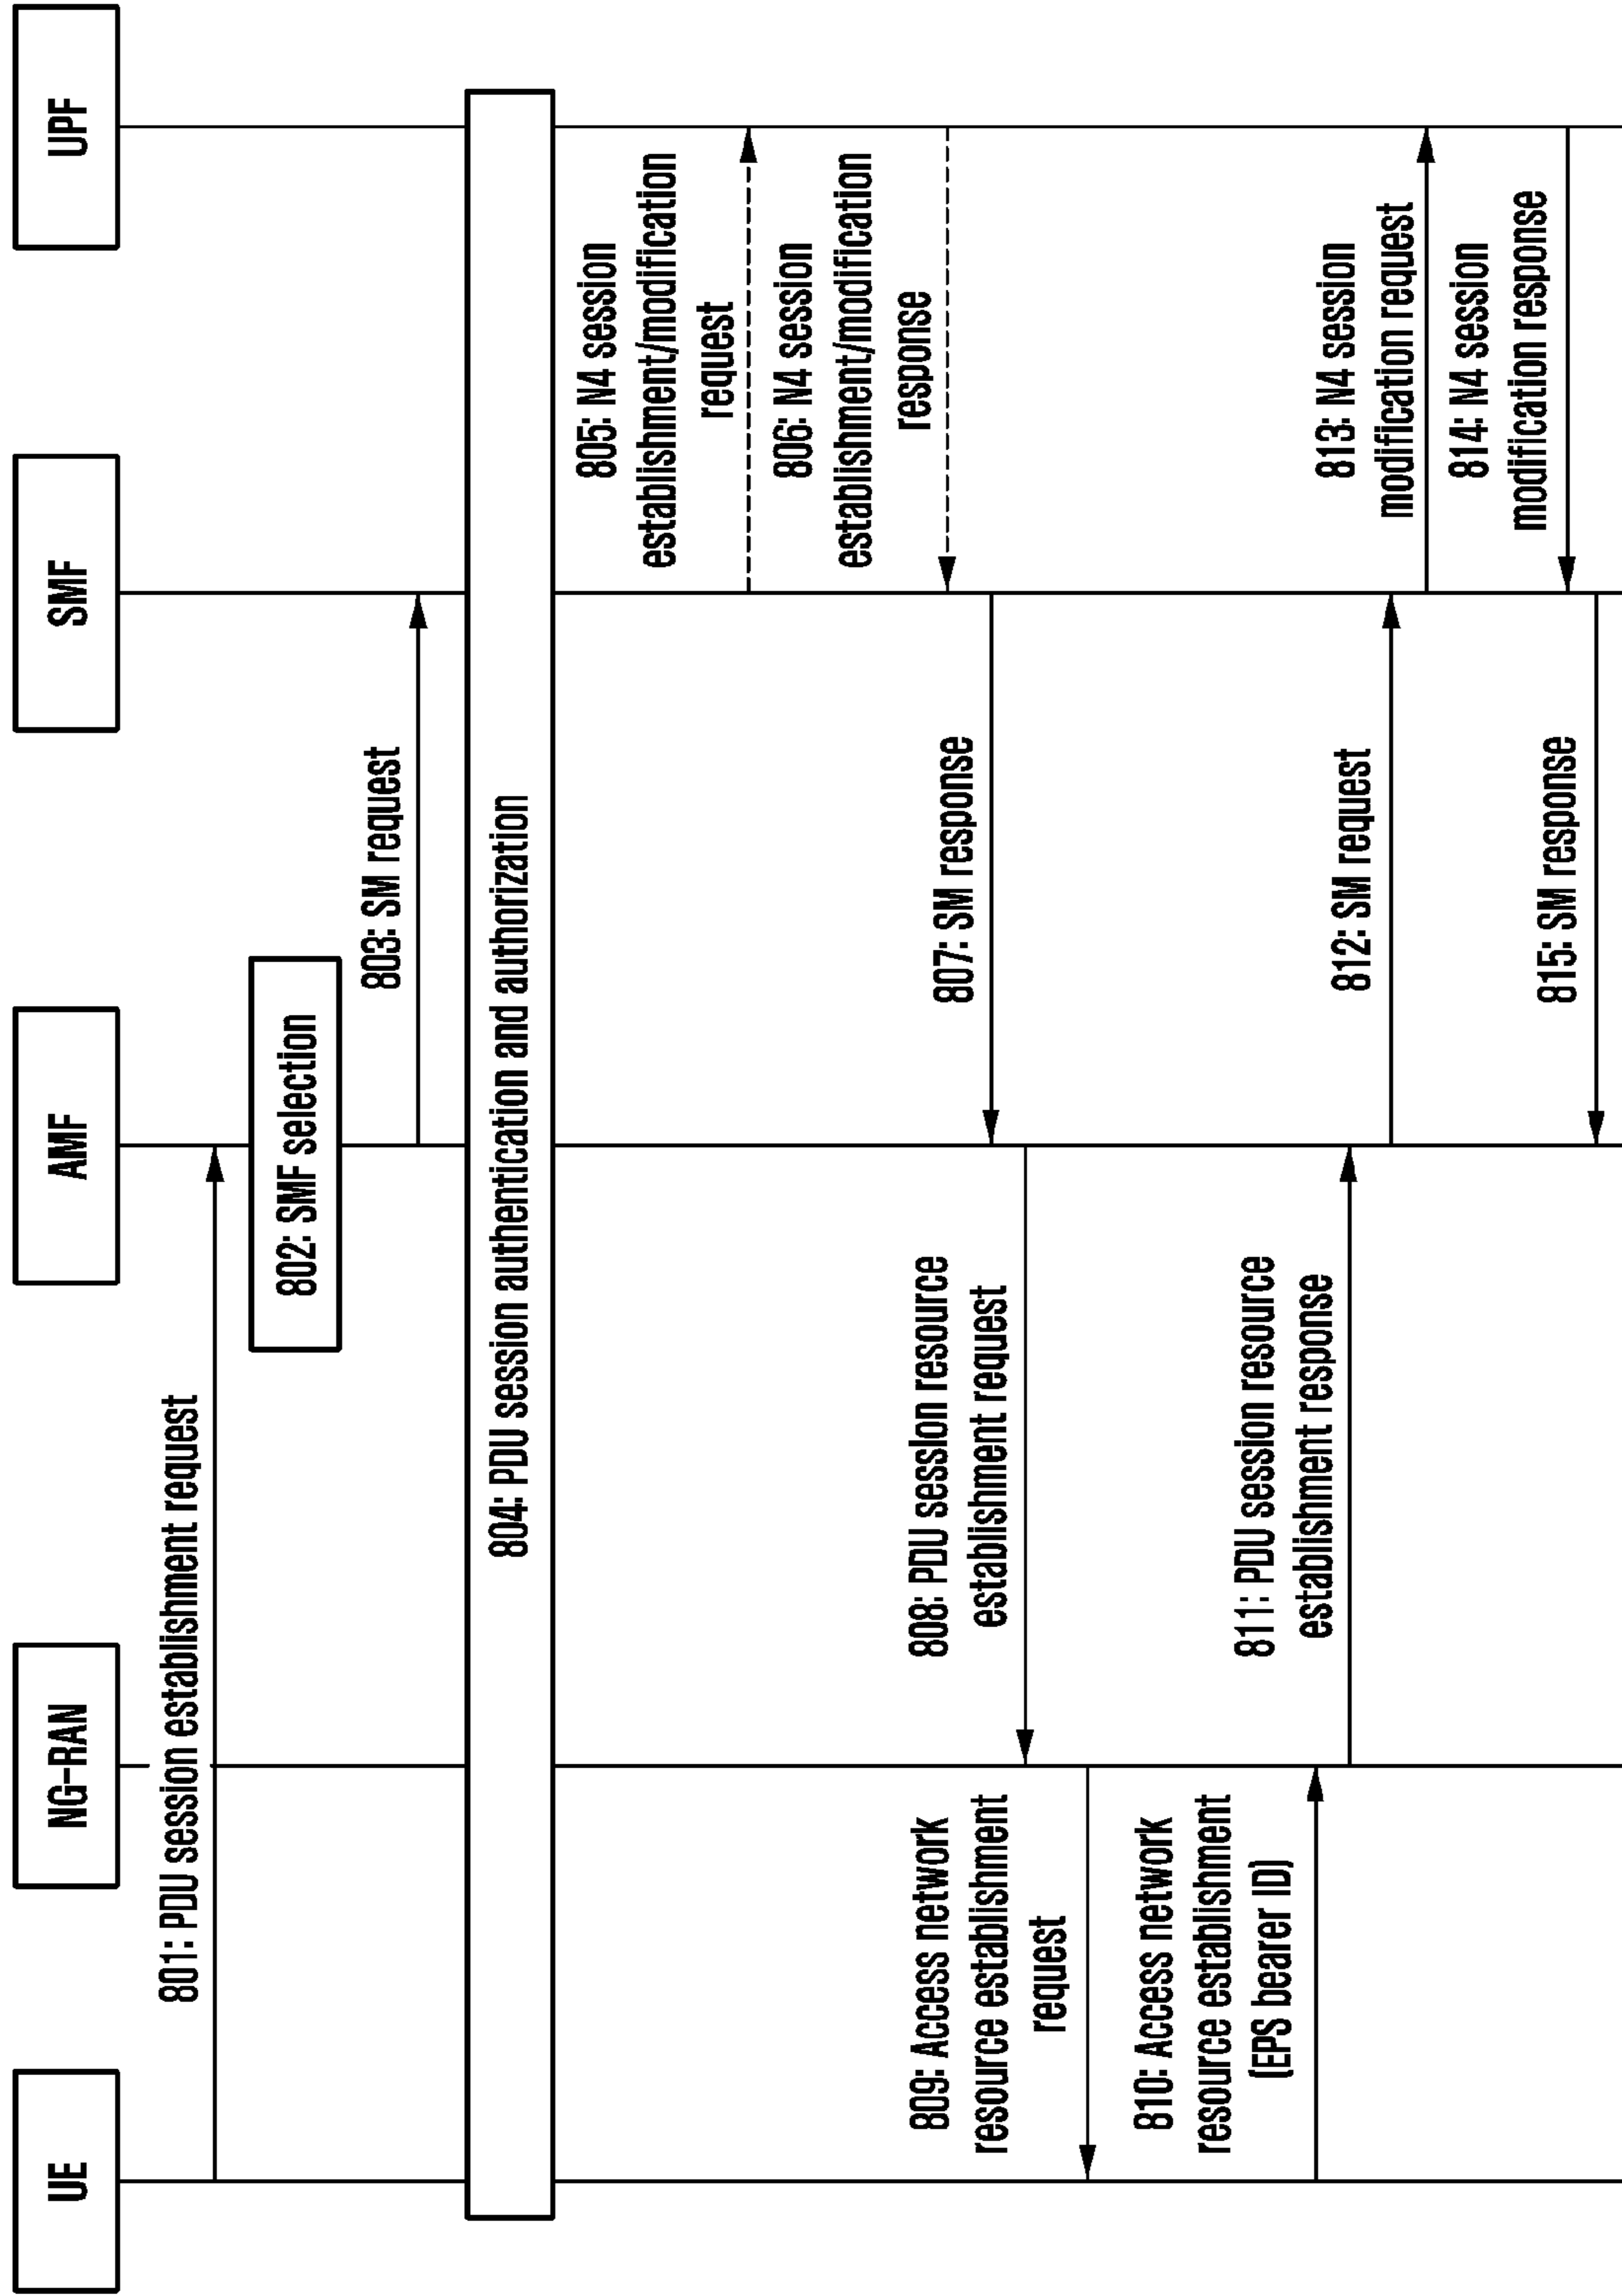 UE
NG-RAN
AMF
SMF
UPF
801: PDU session establishment request
802: SMF selection
803: SM request
804: PDU session authentication and authorization
805: N4 session
establishment/modification
request
806: N4 session
establishment/modification
response
807: SM response
808: PDU session resource
establishment request
809: Access network
resource establishment
request
810: Access network
resource establishment
(EPS bearer ID)
811: PDU session resource
establishment response
812: SM request
813: N4 session
modification request
814: N4 session
modification response
815: SM response